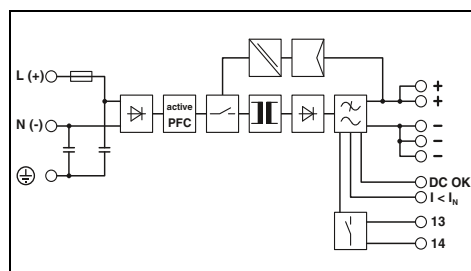 L (+)
N (-)
active
PFC
+
+
–
–
–
DC OK
I < IN
13
14